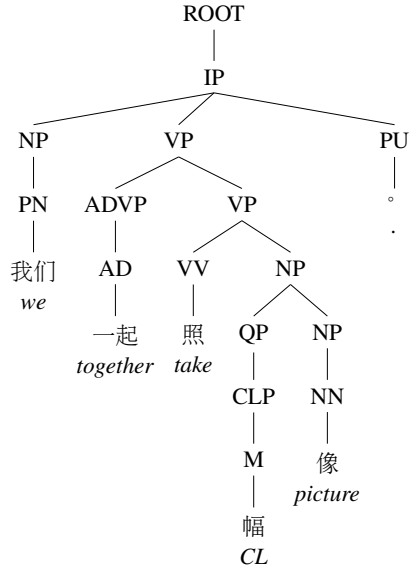 ROOT
IP
NP VP PU
PN ADVP VP 。
.
我们 AD VV NP
we
一起 照 QP NP
together take
CLP NN
M 像
picture
幅
CL